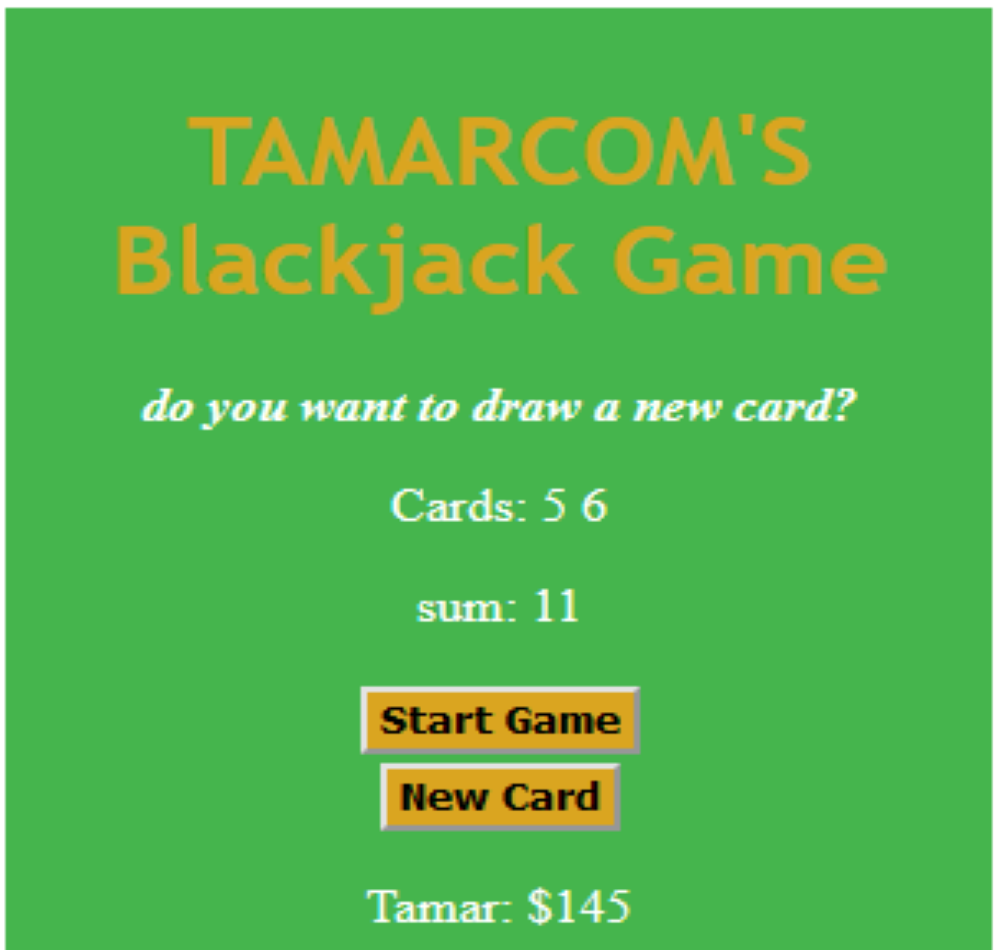 TAMARCOM'S
Blackjack Game
do you want to draw a new card?
Cards: 5 6
sum: 11
Start Game
New Card
Tamar: $145